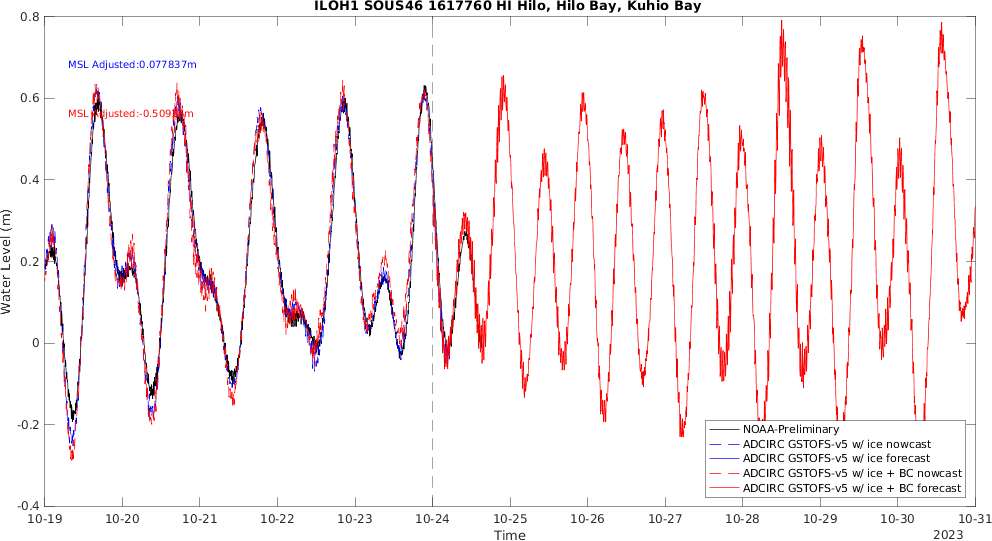 ILOH1 SOUS46 1617760 HI Hilo, Hilo Bay, Kuhio Bay
MSL Adjusted:0.077837m
MSL Adjusted:
Water Level (m)
0.8
0.6
0.4
0.2
0
-0.2
-0.4
NOAA-Preliminary
ADCIRC GSTOFS-v5 w/ ice nowcast
ADCIRC GSTOFS-v5 w/ ice forecast
ADCIRC GSTOFS-v5 w/ ice + BC nowcast
ADCIRC GSTOFS-v5 w/ ice + BC forecast
10-19 10-20 10-21 10-22 10-23 10-24 10-25 10-26 10-27 10-28 10-29 10-30 10-31
Time
2023